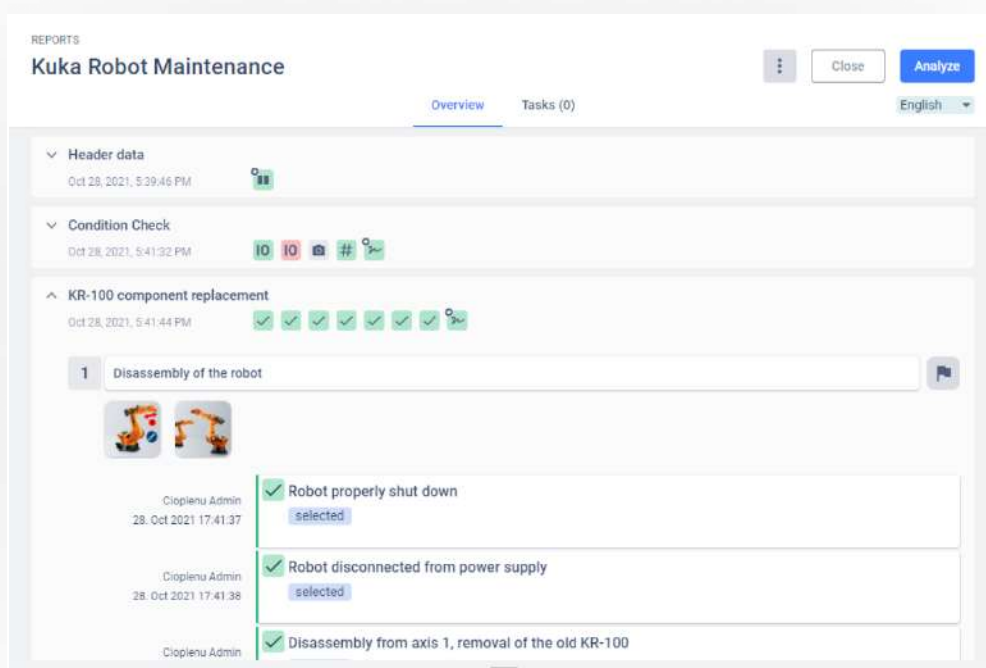 REPORTS
Kuka Robot Maintenance
Close
Analyze
Overview
Tasks (0)
English
Header data
Oct 28, 2021, 5:39:46 PM
Condition Check
Oct 28, 2021, 5:41:32 PM
IO IO #
KR-100 component replacement
Oct 28, 2021, 5:41:44 PM
1 Disassembly of the robot
Cioplenu Admin
28. Oct 2021 17:41:37
Robot properly shut down
selected
Cioplenu Admin
28. Oct 2021 17:41:38
Robot disconnected from power supply
selected
Cioplenu Admin
Disassembly from axis 1, removal of the old KR-100